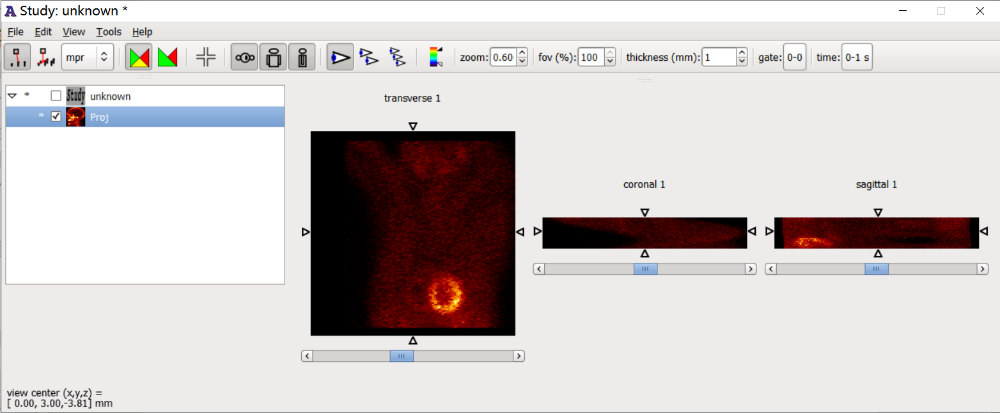 Study: unknown *
File Edit View Tools Help
mpr zoom: 0.60 fov (%): 100 thickness (mm): 1 gate: 0-0 time: 0-1 s
* Study unknown
* Proj
transverse 1
coronal 1
sagittal 1
view center (x,y,z) =
[ 0.00, 3.00,-3.81] mm